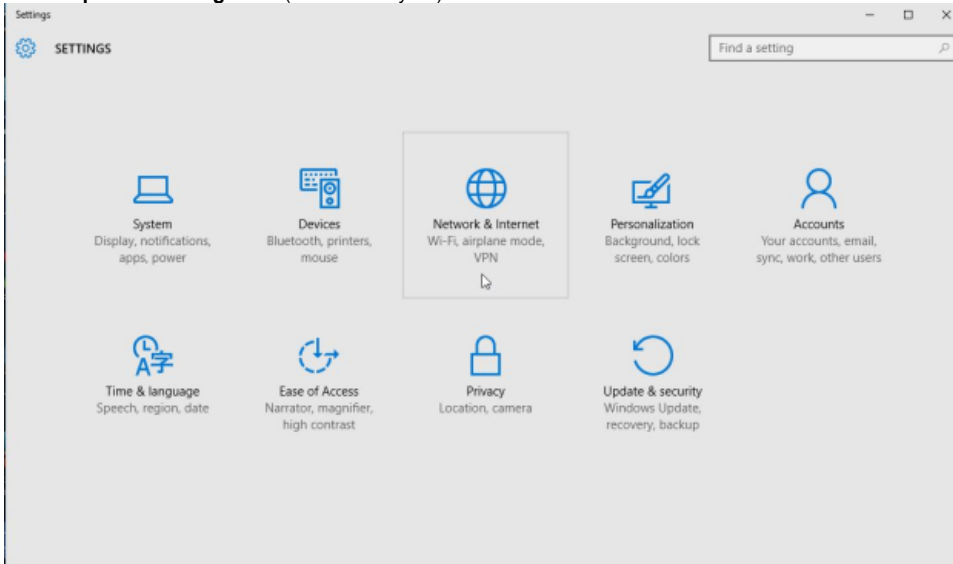 Settings
SETTINGS
Find a setting
System
Display, notifications,
apps, power
Devices
Bluetooth, printers,
mouse
Network & Internet
Wi-Fi, airplane mode,
VPN
Personalization
Background, lock
screen, colors
Accounts
Your accounts, email,
sync, work, other users
Time & language
Speech, region, date
Ease of Access
Narrator, magnifier,
high contrast
Privacy
Location, camera
Update & security
Windows Update,
recovery, backup